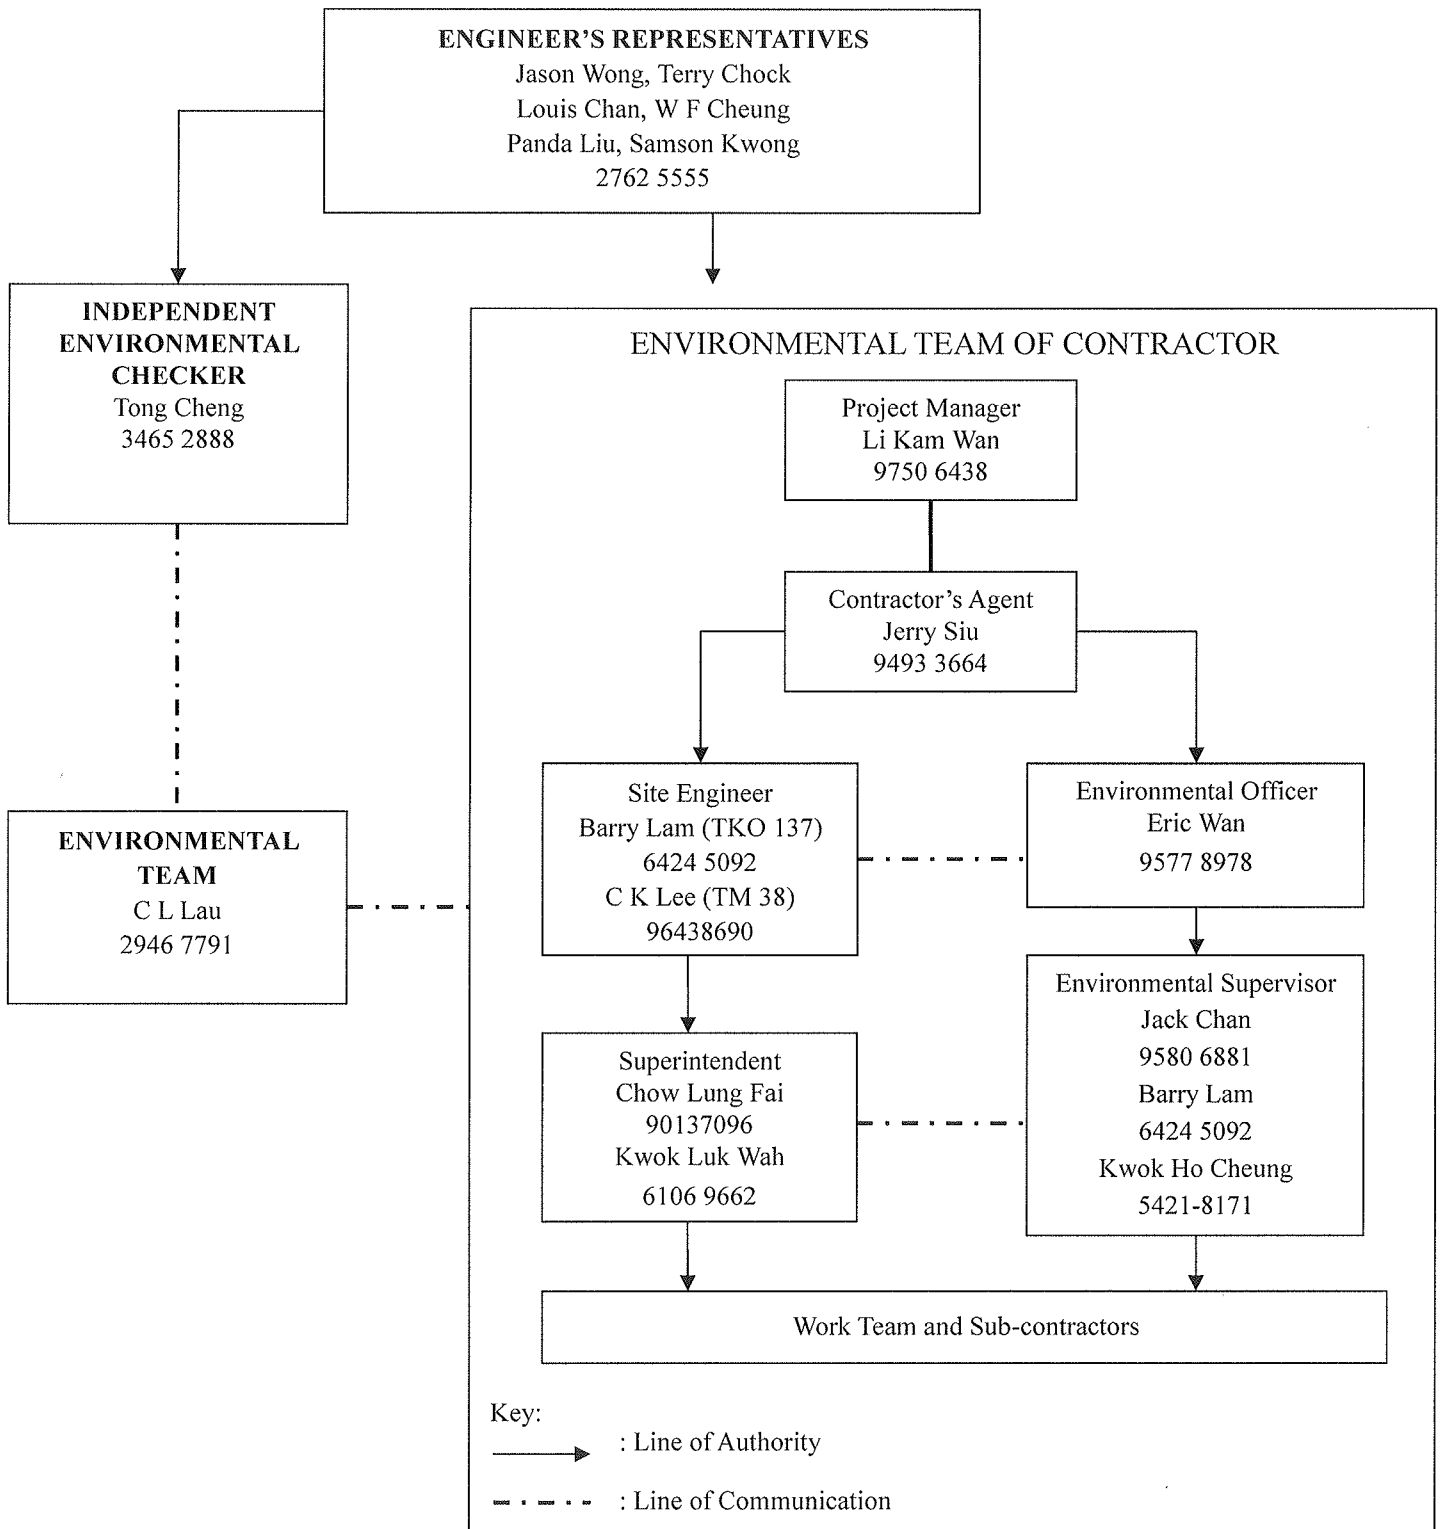 ENGINEER'S REPRESENTATIVES
Jason Wong, Terry Chock
Louis Chan, W F Cheung
Panda Liu, Samson Kwong
2762 5555
INDEPENDENT
ENVIRONMENTAL
CHECKER
Tong Cheng
3465 2888
ENVIRONMENTAL
TEAM
C L Lau
2946 7791
ENVIRONMENTAL TEAM OF CONTRACTOR
Project Manager
Li Kam Wan
9750 6438
Contractor's Agent
Jerry Siu
9493 3664
Site Engineer
Barry Lam (TKO 137)
6424 5092
C K Lee (TM 38)
96438690
Environmental Officer
Eric Wan
9577 8978
Superintendent
Chow Lung Fai
90137096
Kwok Luk Wah
6106 9662
Environmental Supervisor
Jack Chan
9580 6881
Barry Lam
6424 5092
Kwok Ho Cheung
5421-8171
Work Team and Sub-contractors
Key:
: Line of Authority
: Line of Communication